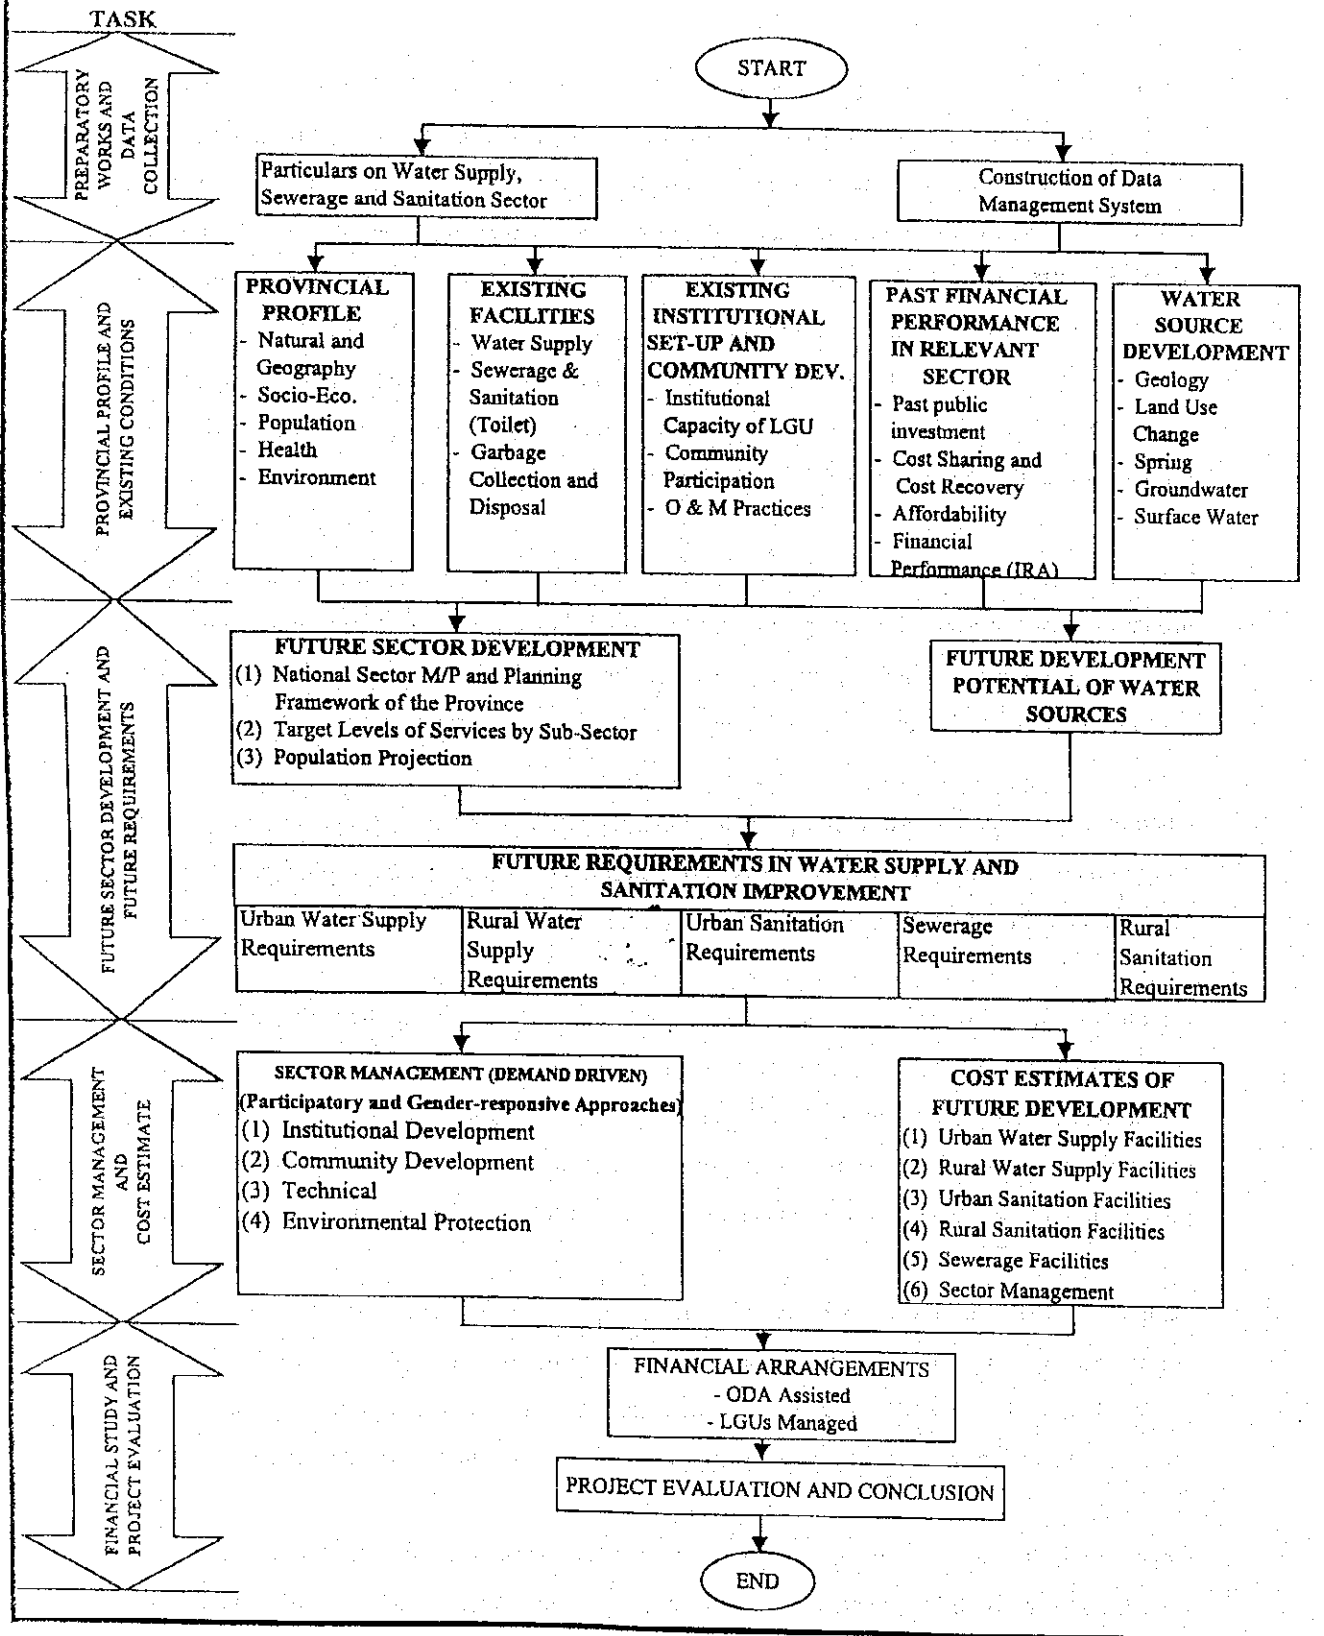 TASK
START
PREPARATORY
WORKS AND
DATA
COLLECTION
Particulars on Water Supply,
Sewerage and Sanitation Sector
Construction of Data
Management System
PROVINCIAL PROFILE AND
EXISTING CONDITIONS
PROVINCIAL
PROFILE
- Natural and
Geography
- Socio-Eco.
- Population
- Health
- Environment
EXISTING
FACILITIES
- Water Supply
- Sewerage &
Sanitation
(Toilet)
- Garbage
Collection and
Disposal
EXISTING
INSTITUTIONAL
SET-UP AND
COMMUNITY DEV.
- Institutional
Capacity of LGU
- Community
Participation
- O & M Practices
PAST FINANCIAL
PERFORMANCE
IN RELEVANT
SECTOR
- Past public
investment
- Cost Sharing and
Cost Recovery
- Affordability
- Financial
Performance (IRA)
WATER
SOURCE
DEVELOPMENT
- Geology
- Land Use
Change
- Spring
- Groundwater
- Surface Water
FUTURE SECTOR DEVELOPMENT AND
FUTURE REQUIREMENTS
FUTURE SECTOR DEVELOPMENT
(1) National Sector M/P and Planning
Framework of the Province
(2) Target Levels of Services by Sub-Sector
(3) Population Projection
FUTURE DEVELOPMENT
POTENTIAL OF WATER
SOURCES
FUTURE REQUIREMENTS IN WATER SUPPLY AND
SANITATION IMPROVEMENT
Urban Water Supply
Requirements
Rural Water
Supply
Requirements
Urban Sanitation
Requirements
Sewerage
Requirements
Rural
Sanitation
Requirements
SECTOR MANAGEMENT
AND
COST ESTIMATE
SECTOR MANAGEMENT (DEMAND DRIVEN)
(Participatory and Gender-responsive Approaches)
(1) Institutional Development
(2) Community Development
(3) Technical
(4) Environmental Protection
COST ESTIMATES OF
FUTURE DEVELOPMENT
(1) Urban Water Supply Facilities
(2) Rural Water Supply Facilities
(3) Urban Sanitation Facilities
(4) Rural Sanitation Facilities
(5) Sewerage Facilities
(6) Sector Management
FINANCIAL STUDY AND
PROJECT EVALUATION
FINANCIAL ARRANGEMENTS
- ODA Assisted
- LGUs Managed
PROJECT EVALUATION AND CONCLUSION
END